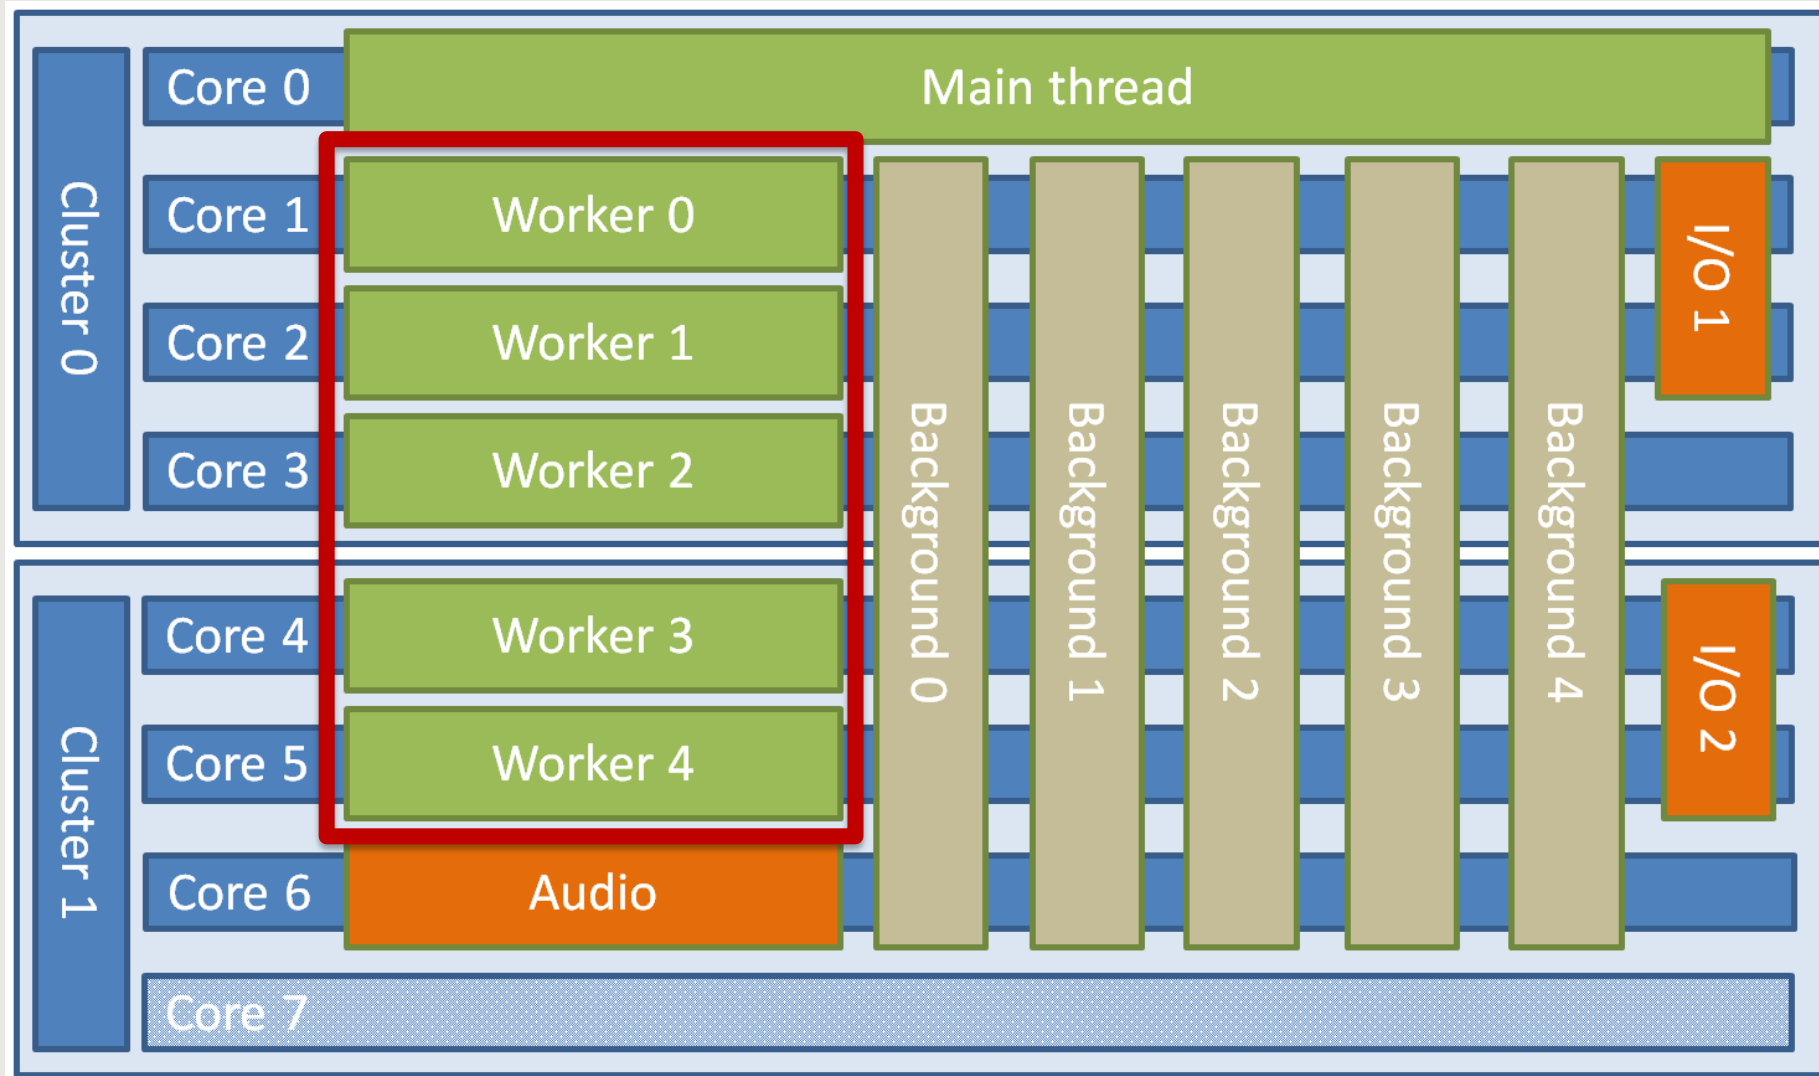 Cluster 0
Core 0
Main thread
Core 1
Worker 0
Core 2
Worker 1
Core 3
Worker 2
Background 0
Background 1
Background 2
Background 3
Background 4
I/O 1
Cluster 1
Core 4
Worker 3
Core 5
Worker 4
I/O 2
Core 6
Audio
Core 7